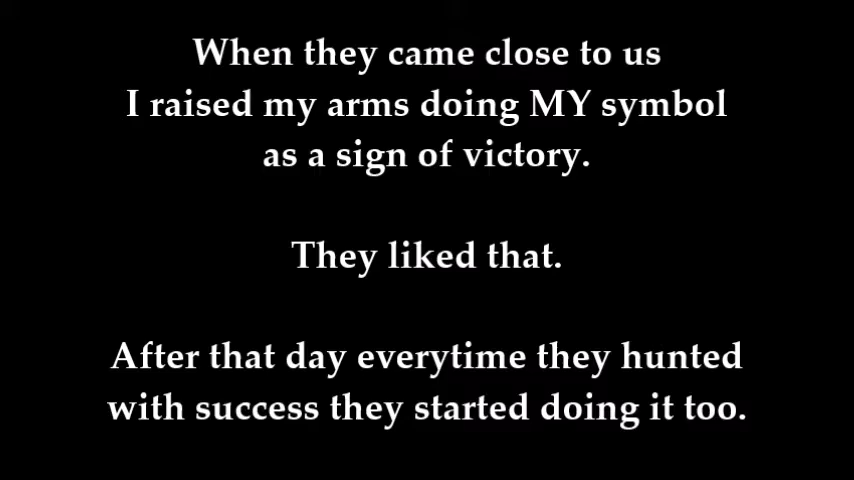 When they came close to us
I raised my arms doing MY symbol
as a sign of victory.
They liked that.
After that day everytime they hunted
with success they started doing it too.